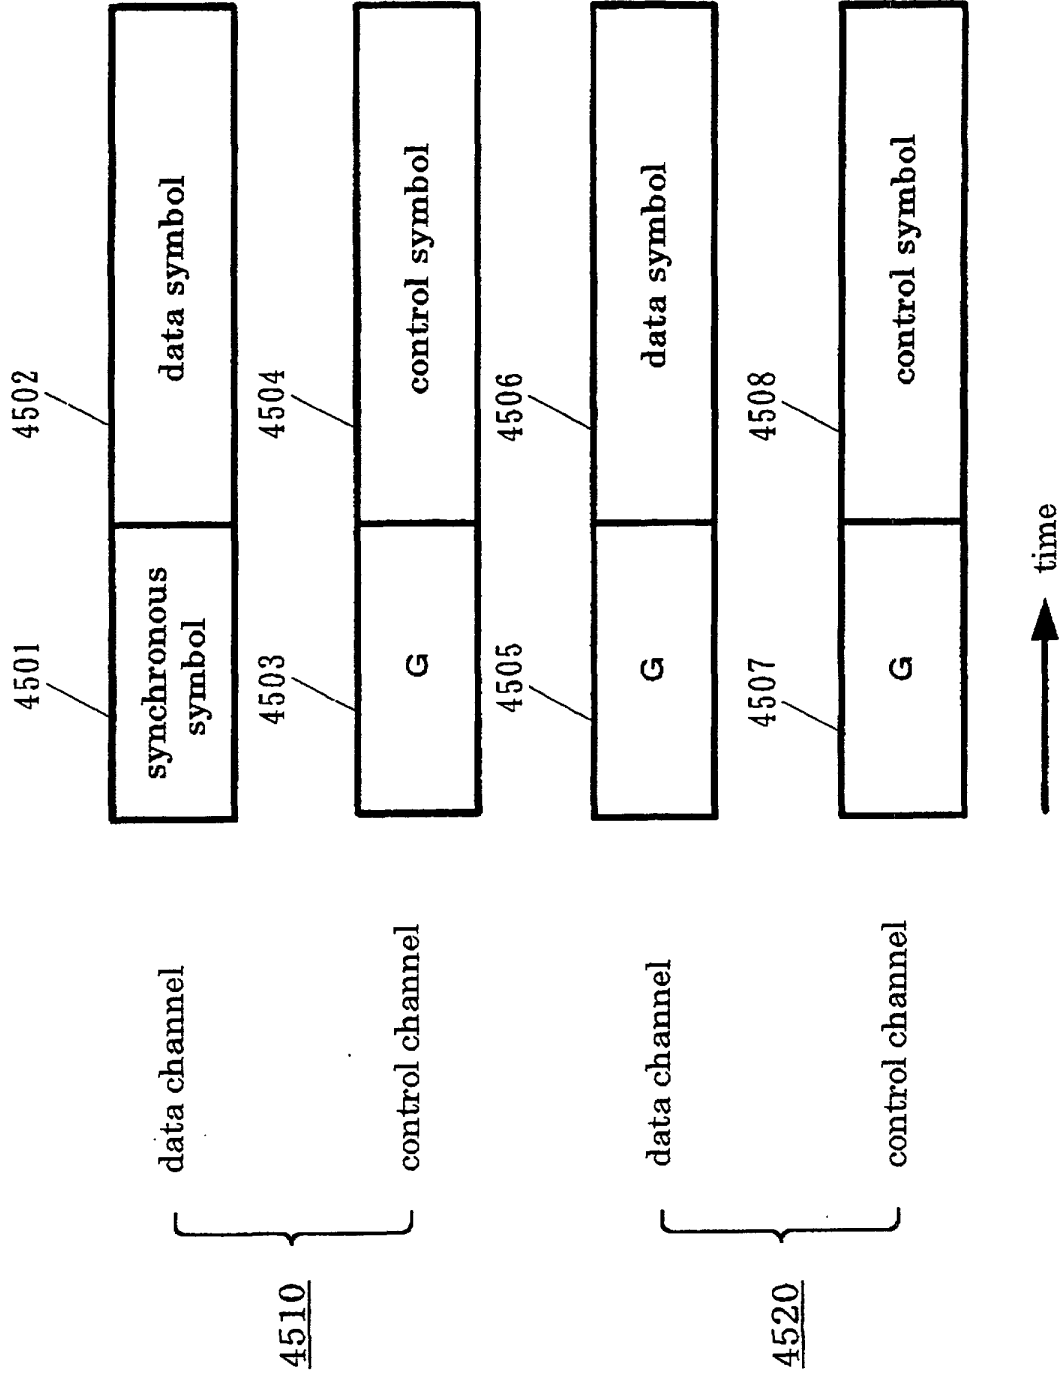 4501
4502
data channel
synchronous
symbol
data symbol
4510
4503
4504
control channel
G
control symbol
4505
4506
data channel
G
data symbol
4520
4507
4508
control channel
G
control symbol
time